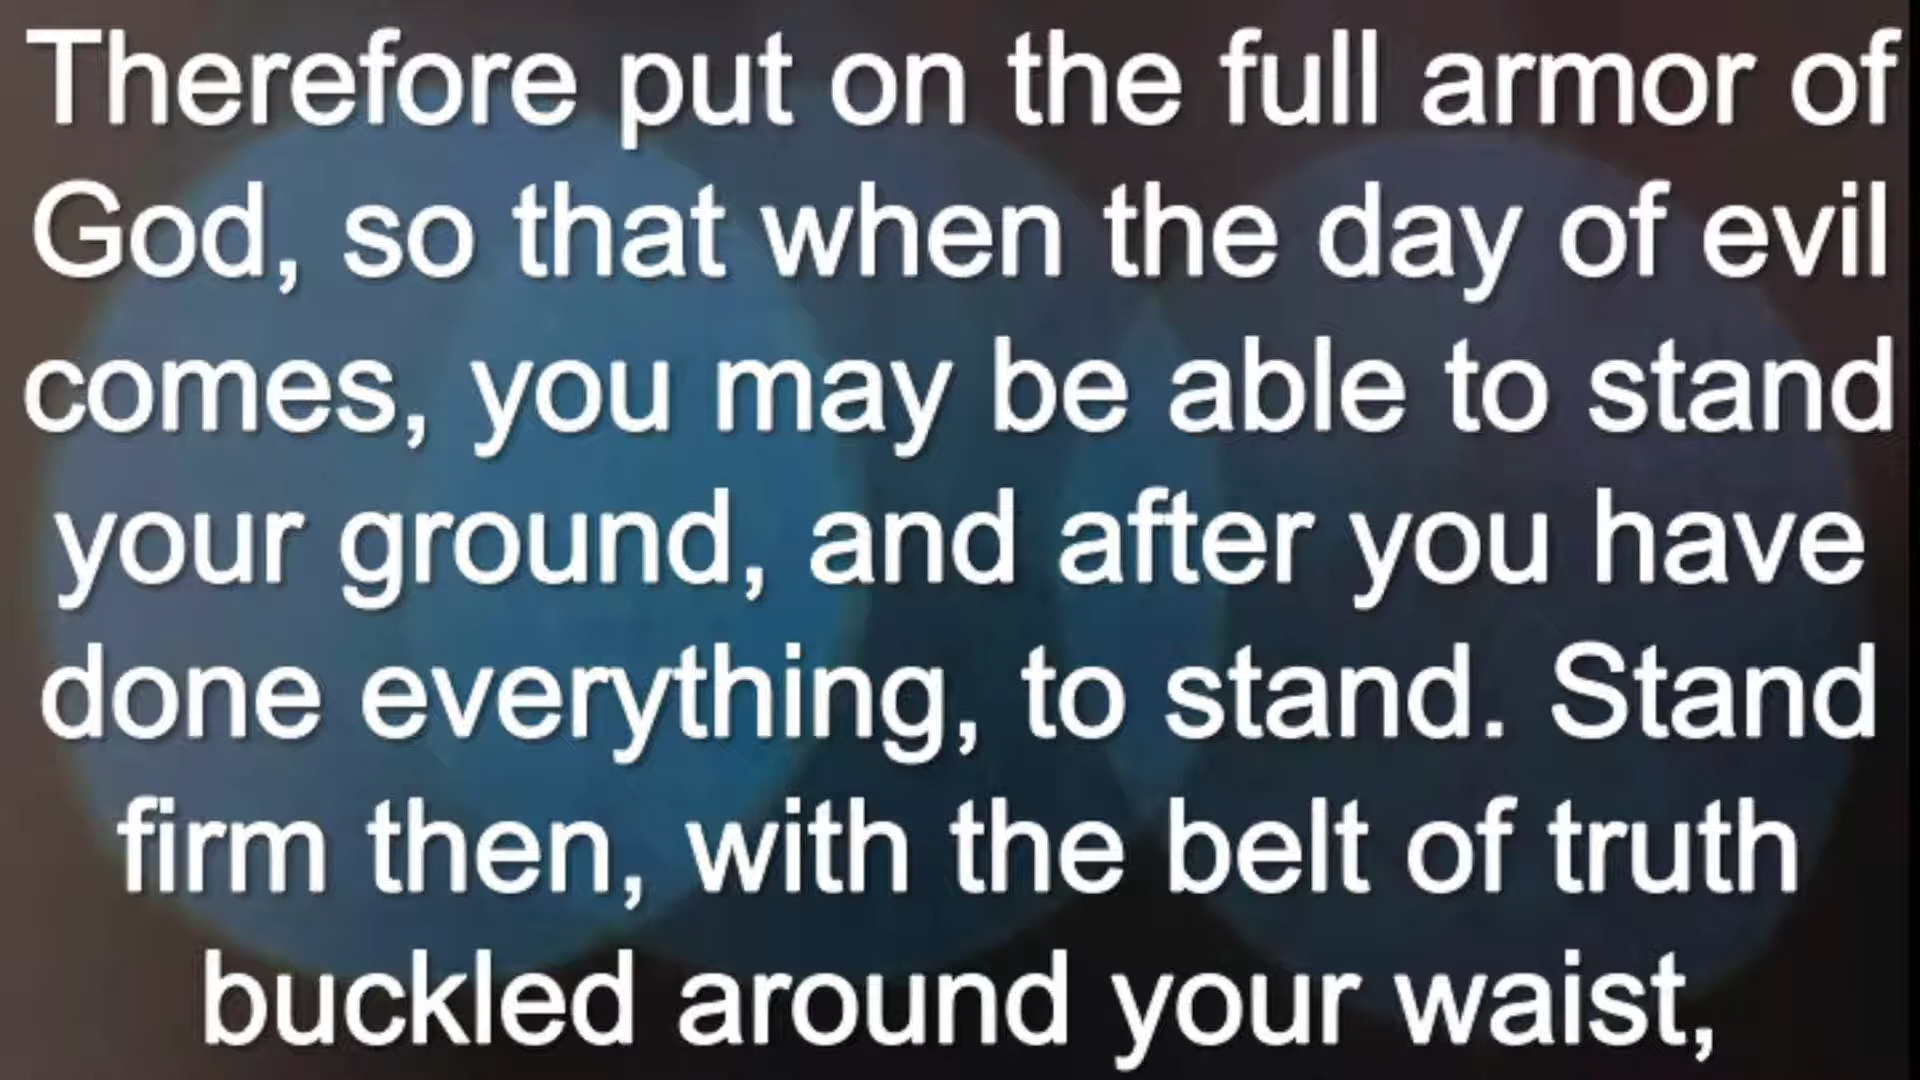 Therefore put on the full armor of
God, so that when the day of evil
comes, you may be able to stand
your ground, and after you have
done everything, to stand. Stand
firm then, with the belt of truth
buckled around your waist,